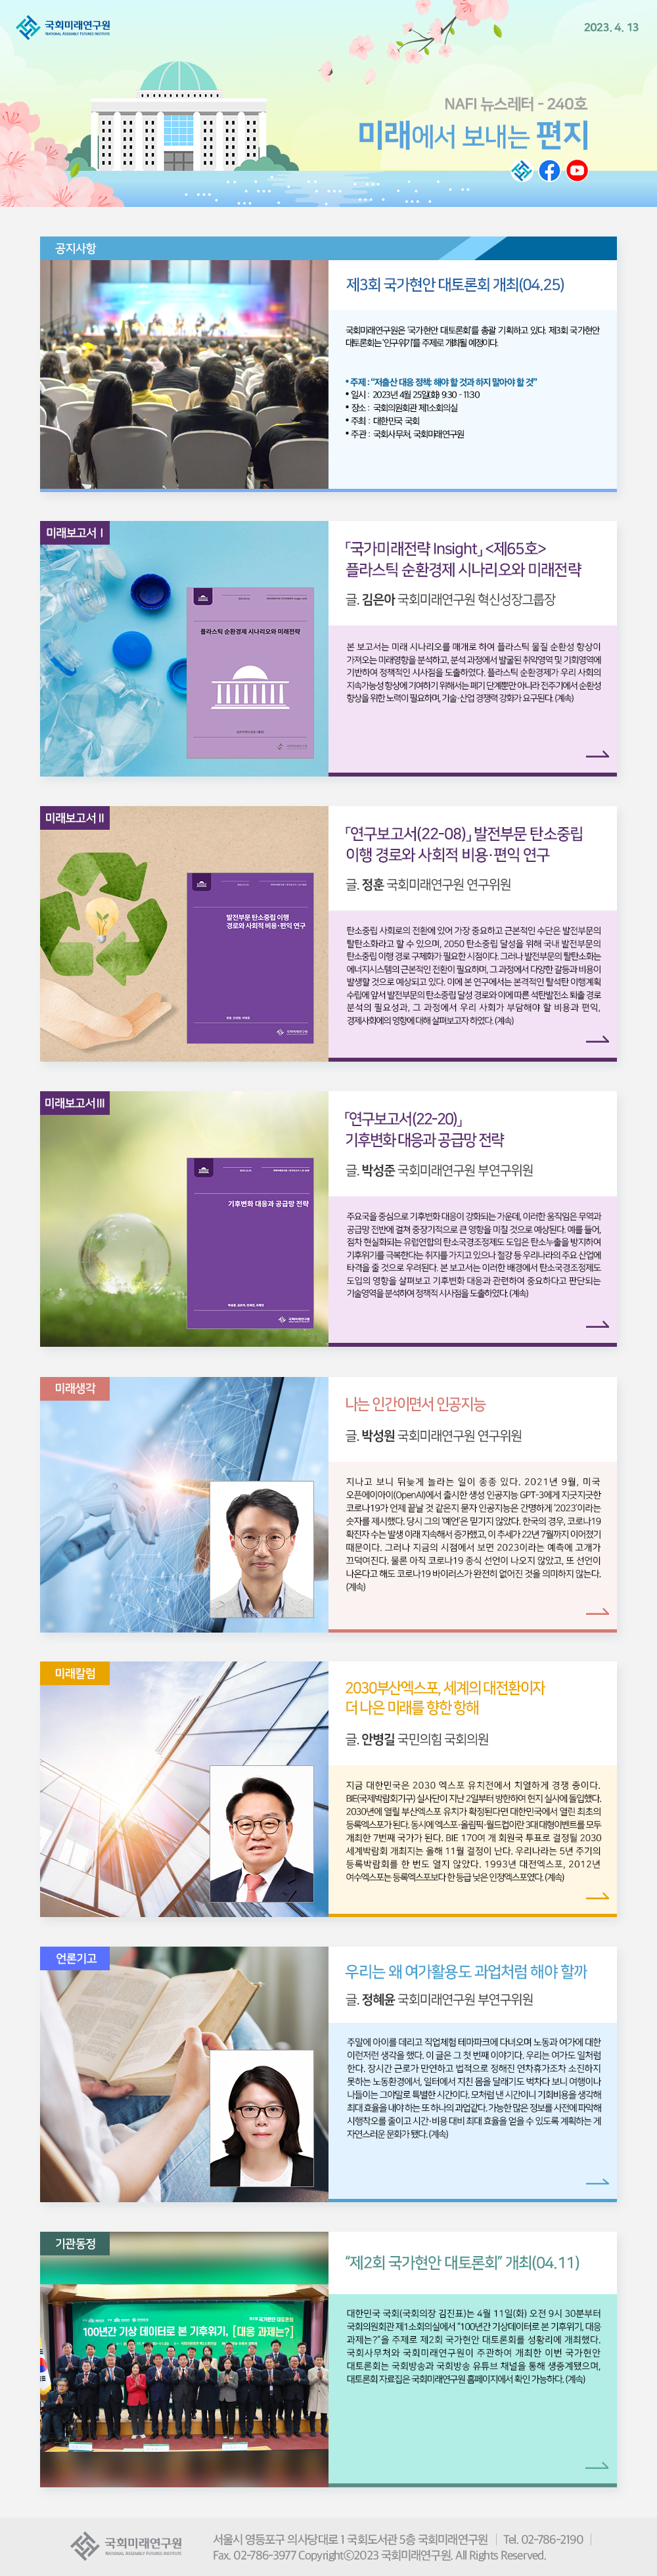 국회미래연구원
NATIONAL ASSEMBLY FUTURES INSTITUTE
2023. 4. 13
NAFI 뉴스레터 - 240호
미래에서 보내는 편지
공지사항
제3회 국가현안 대토론회 개최(04.25)
국회미래연구원은 '국가현안 대토론회'를 총괄 기획하고 있다. 제3회 국가현안
대토론회는 '인구위기'를 주제로 개최될 예정이다.
• 주제 : "저출산 대응 정책: 해야 할 것과 하지 말아야 할 것"
• 일시 : 2023년 4월 25일(화) 9:30 - 11:30
• 장소 : 국회의원회관 제1소회의실
• 주최 : 대한민국 국회
• 주관 : 국회사무처, 국회미래연구원
미래보고서 Ⅰ
플라스틱 순환경제 시나리오와 미래전략
「국가미래전략 Insight」 <제65호>
플라스틱 순환경제 시나리오와 미래전략
글. 김은아 국회미래연구원 혁신성장그룹장
본 보고서는 미래 시나리오를 매개로 하여 플라스틱 물질 순환성 향상이
가져오는 미래영향을 분석하고, 분석 과정에서 발굴된 취약영역 및 기회영역에
기반하여 정책적인 시사점을 도출하였다. 플라스틱 순환경제가 우리 사회의
지속가능성 향상에 기여하기 위해서는 폐기 단계뿐만 아니라 전주기에서 순환성
향상을 위한 노력이 필요하며, 기술·산업 경쟁력 강화가 요구된다. (계속)
미래보고서 Ⅱ
발전부문 탄소중립 이행
경로와 사회적 비용·편익 연구
국회미래연구원
「연구보고서(22-08)」 발전부문 탄소중립
이행 경로와 사회적 비용·편익 연구
글. 정훈 국회미래연구원 연구위원
탄소중립 사회로의 전환에 있어 가장 중요하고 근본적인 수단은 발전부문의
탈탄소화라고 할 수 있으며, 2050 탄소중립 달성을 위해 국내 발전부문의
탄소중립 이행 경로 구체화가 필요한 시점이다. 그러나 발전부문의 탈탄소화는
에너지시스템의 근본적인 전환이 필요하며, 그 과정에서 다양한 갈등과 비용이
발생할 것으로 예상되고 있다. 이에 본 연구에서는 본격적인 탈석탄 이행계획
수립에 앞서 발전부문의 탄소중립 달성 경로와 이에 따른 석탄발전소 퇴출 경로
분석의 필요성과, 그 과정에서 우리 사회가 부담해야 할 비용과 편익,
경제사회에의 영향에 대해 살펴보고자 하였다. (계속)
미래보고서Ⅲ
기후변화 대응과 공급망 전략
국회미래연구원
「연구보고서(22-20)」
기후변화 대응과 공급망 전략
글. 박성준 국회미래연구원 부연구위원
주요국을 중심으로 기후변화 대응이 강화되는 가운데, 이러한 움직임은 무역과
공급망 전반에 걸쳐 중장기적으로 큰 영향을 미칠 것으로 예상된다. 예를 들어,
점차 현실화되는 유럽연합의 탄소국경조정제도 도입은 탄소누출을 방지하여
기후위기를 극복한다는 취지를 가지고 있으나 철강 등 우리나라의 주요 산업에
타격을 줄 것으로 우려된다. 본 보고서는 이러한 배경에서 탄소국경조정제도
도입의 영향을 살펴보고 기후변화 대응과 관련하여 중요하다고 판단되는
기술영역을 분석하여 정책적 시사점을 도출하였다. (계속)
미래생각
나는 인간이면서 인공지능
글. 박성원 국회미래연구원 연구위원
지나고 보니 뒤늦게 놀라는 일이 종종 있다. 2021년 9월, 미국
오픈에이아이(OpenAI)에서 출시한 생성 인공지능 GPT-3에게 지긋지긋한
코로나19가 언제 끝날 것 같은지 묻자 인공지능은 간명하게 '2023'이라는
숫자를 제시했다. 당시 그의 '예언'은 믿기지 않았다. 한국의 경우, 코로나19
확진자 수는 발생 이래 지속해서 증가했고, 이 추세가 22년 7월까지 이어졌기
때문이다. 그러나 지금의 시점에서 보면 2023이라는 예측에 고개가
끄덕여진다. 물론 아직 코로나19 종식 선언이 나오지 않았고, 또 선언이
나온다고 해도 코로나19 바이러스가 완전히 없어진 것을 의미하지 않는다.
(계속)
미래칼럼
2030부산엑스포, 세계의 대전환이자
더 나은 미래를 향한 항해
글. 안병길 국민의힘 국회의원
지금 대한민국은 2030 엑스포 유치전에서 치열하게 경쟁 중이다.
BIE(국제박람회기구) 실사단이 지난 2일부터 방한하여 현지 실사에 돌입했다.
2030년에 열릴 부산엑스포 유치가 확정된다면 대한민국에서 열린 최초의
등록엑스포가 된다. 동시에 엑스포·올림픽·월드컵이란 3대 대형이벤트를 모두
개최한 7번째 국가가 된다. BIE 170여 개 회원국 투표로 결정될 2030
세계박람회 개최지는 올해 11월 결정이 난다. 우리나라는 5년 주기의
등록박람회를 한 번도 열지 않았다. 1993년 대전엑스포, 2012년
여수엑스포는 등록엑스포보다 한 등급 낮은 인정엑스포였다. (계속)
언론기고
우리는 왜 여가활용도 과업처럼 해야 할까
글. 정혜윤 국회미래연구원 부연구위원
주말에 아이를 데리고 직업체험 테마파크에 다녀오며 노동과 여가에 대한
이런저런 생각을 했다. 이 글은 그 첫 번째 이야기다. 우리는 여가도 일처럼
한다. 장시간 근로가 만연하고 법적으로 정해진 연차휴가조차 소진하지
못하는 노동환경에서, 일터에서 지친 몸을 달래기도 벅차다 보니 여행이나
나들이는 그야말로 특별한 시간이다. 모처럼 낸 시간이니 기회비용을 생각해
최대 효율을 내야 하는 또 하나의 과업같다. 가능한 많은 정보를 사전에 파악해
시행착오를 줄이고 시간·비용 대비 최대 효율을 얻을 수 있도록 계획하는 게
자연스러운 문화가 됐다. (계속)
기관동정
100년간 기상 데이터로 본 기후위기, [대응 과제는?]
"제2회 국가현안 대토론회" 개최(04.11)
대한민국 국회(국회의장 김진표)는 4월 11일(화) 오전 9시 30분부터
국회의원회관 제1소회의실에서 "100년간 기상데이터로 본 기후위기, 대응
과제는?"을 주제로 제2회 국가현안 대토론회를 성황리에 개최했다.
국회사무처와 국회미래연구원이 주관하여 개최한 이번 국가현안
대토론회는 국회방송과 국회방송 유튜브 채널을 통해 생중계됐으며,
대토론회 자료집은 국회미래연구원 홈페이지에서 확인 가능하다. (계속)
국회미래연구원
NATIONAL ASSEMBLY FUTURES INSTITUTE
서울시 영등포구 의사당대로 1 국회도서관 5층 국회미래연구원 | Tel. 02-786-2190 |
Fax. 02-786-3977 Copyrightⓒ2023 국회미래연구원. All Rights Reserved.